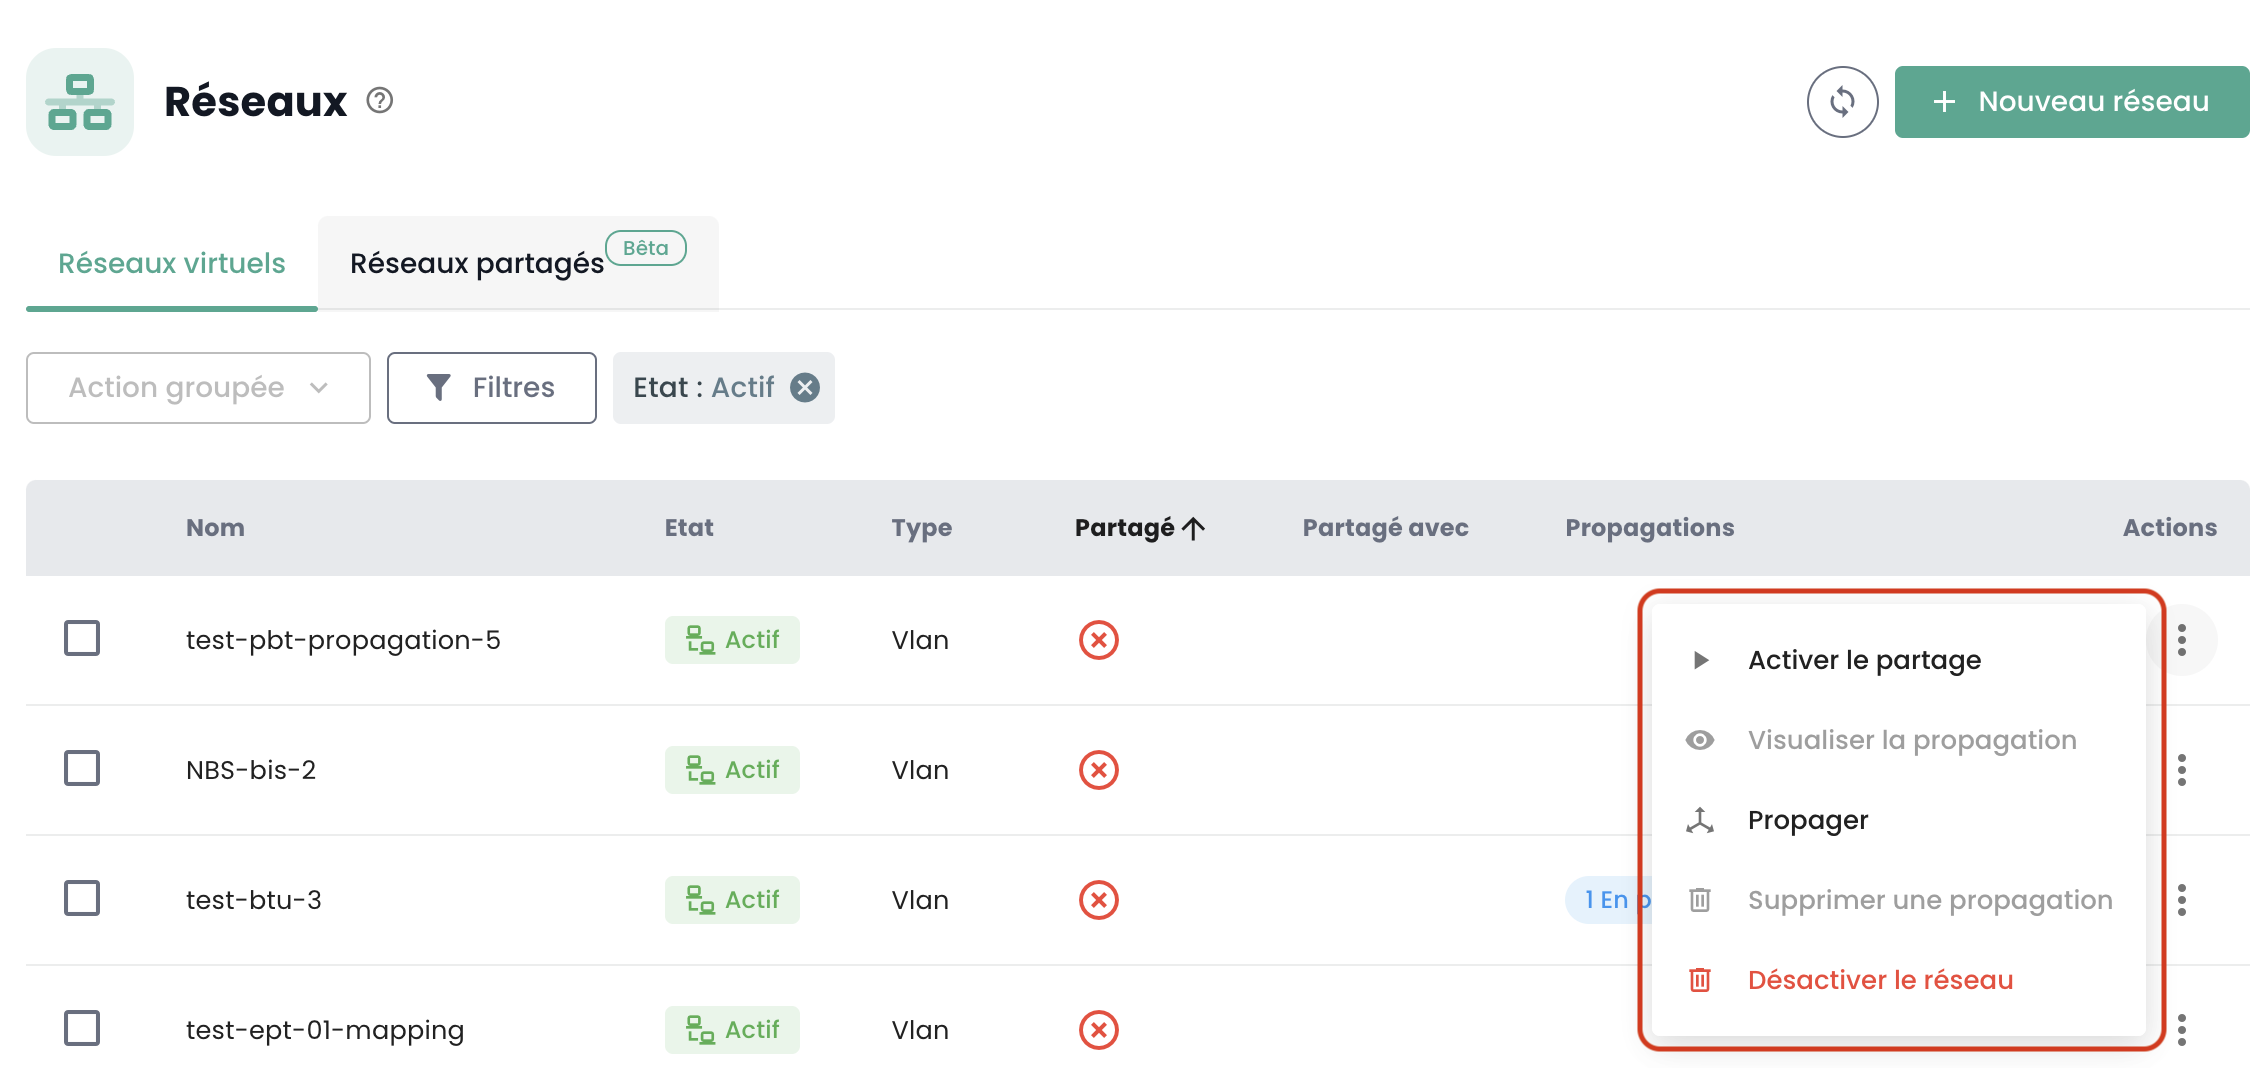 Réseaux
Nouveau réseau
Réseaux virtuels
Réseaux partagés
Bêta
Action groupée
Filtres
Etat : Actif
Nom Etat Type Partagé Partagé avec Propagations Actions
test-pbt-propagation-5 Actif Vlan
NBS-bis-2 Actif Vlan
test-btu-3 Actif Vlan 1 En p
test-ept-01-mapping Actif Vlan
Activer le partage
Visualiser la propagation
Propager
Supprimer une propagation
Désactiver le réseau